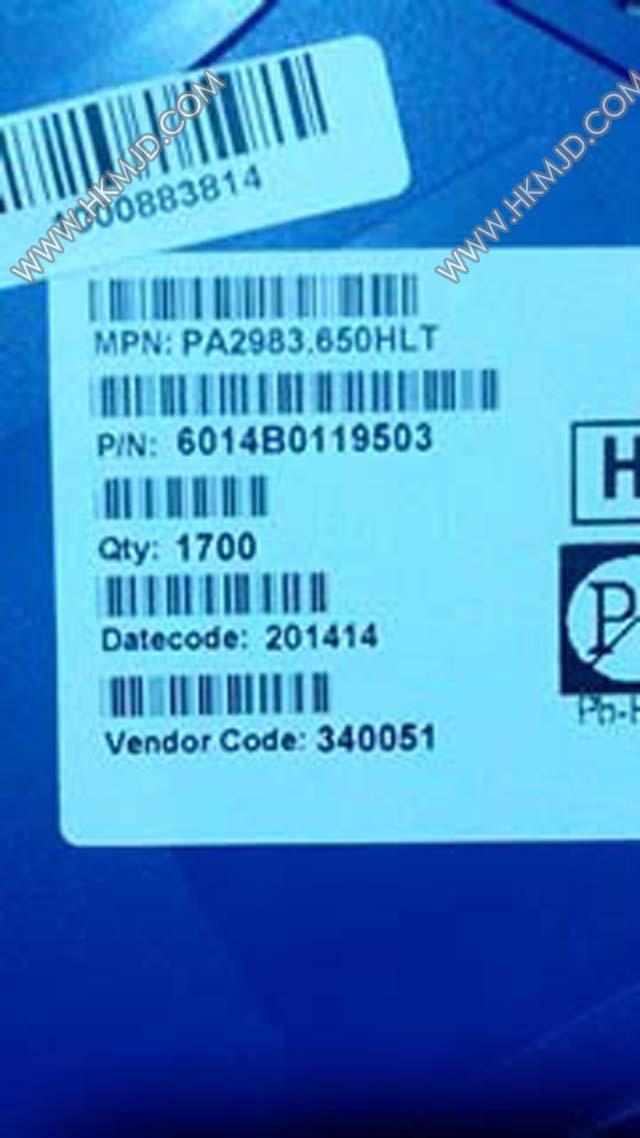 WWW.HKMJD.COM
WWW.HKMJD.COM
MPN: PA2983.650HLT
P/N: 6014B0119503
Qty: 1700
Datecode: 201414
Vendor Code: 340051
H